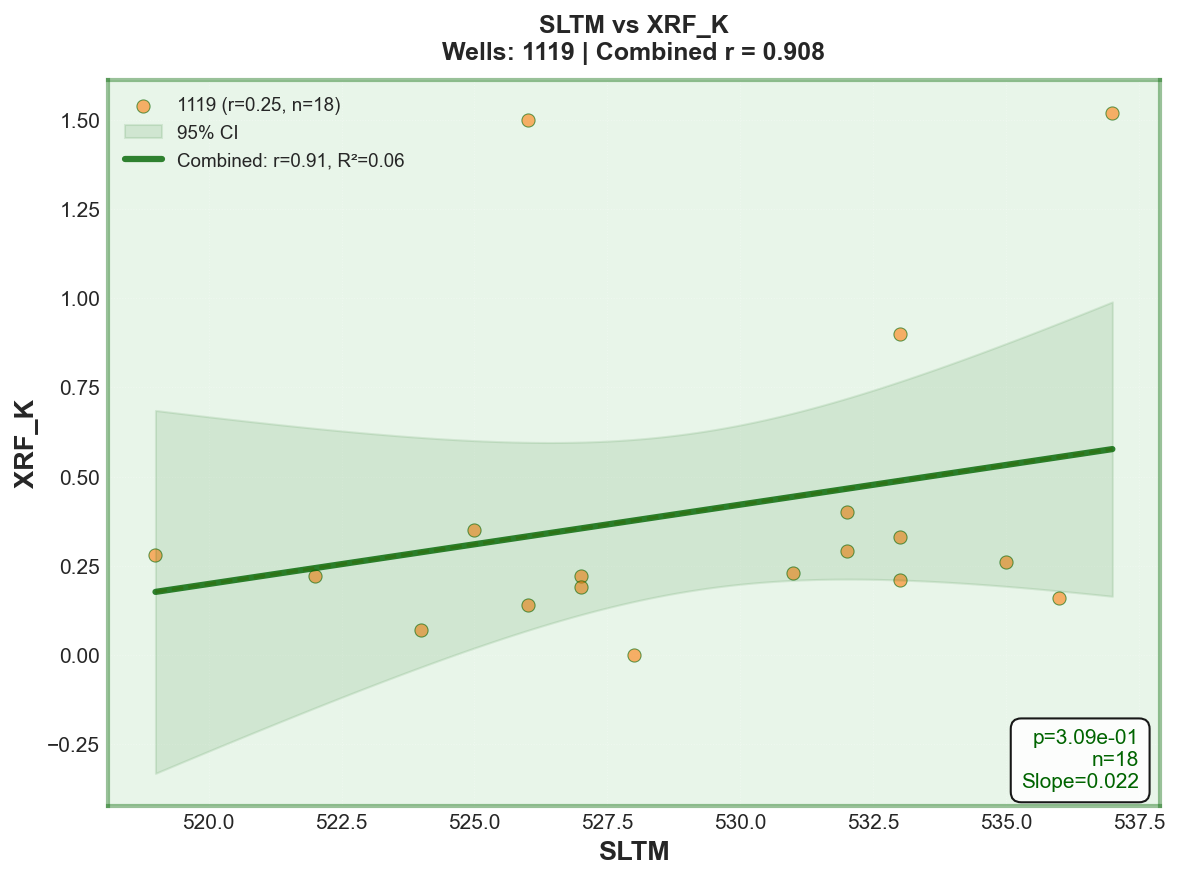 SLTM vs XRF_K
Wells: 1119 | Combined r = 0.908
1119 (r=0.25, n=18)
95% CI
Combined: r=0.91, R²=0.06
XRF_K
1.50
1.25
1.00
0.75
0.50
0.25
0.00
−0.25
p=3.09e-01
n=18
Slope=0.022
520.0 522.5 525.0 527.5 530.0 532.5 535.0 537.5
SLTM